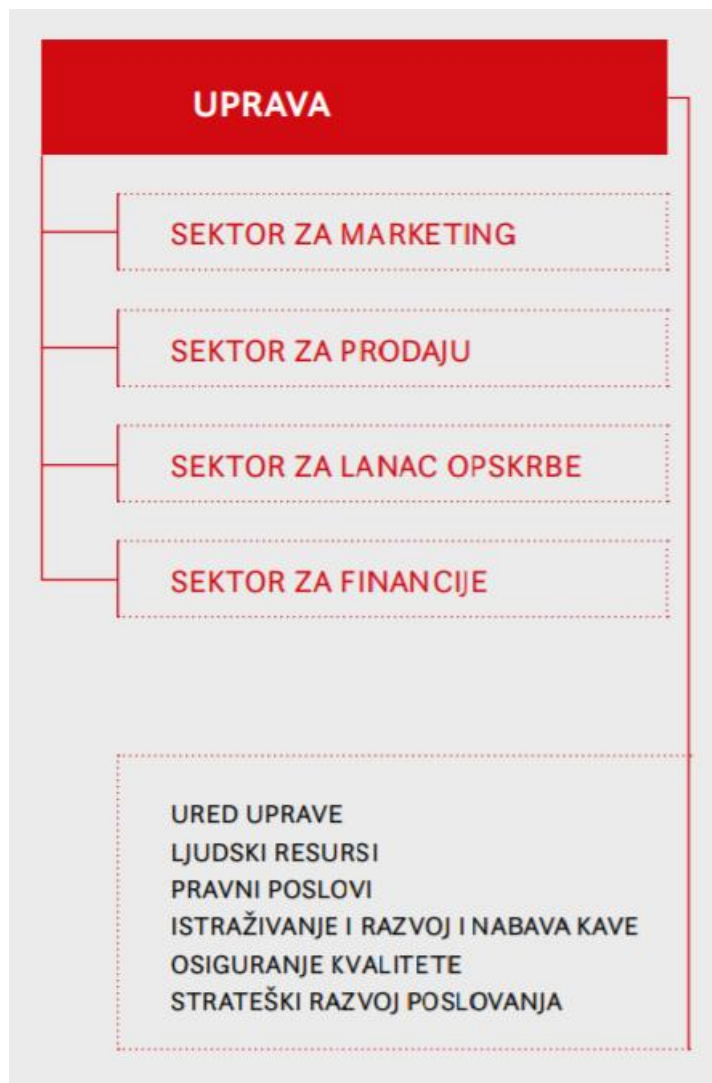 UPRAVA
SEKTOR ZA MARKETING
SEKTOR ZA PRODAJU
SEKTOR ZA LANAC OPSKRBE
SEKTOR ZA FINANCIJE
URED UPRAVE
LJUDSKI RESURSI
PRAVNI POSLOVI
ISTRAŽIVANJE I RAZVOJ I NABAVA KAVE
OSIGURANJE KVALITETE
STRATEŠKI RAZVOJ POSLOVANJA